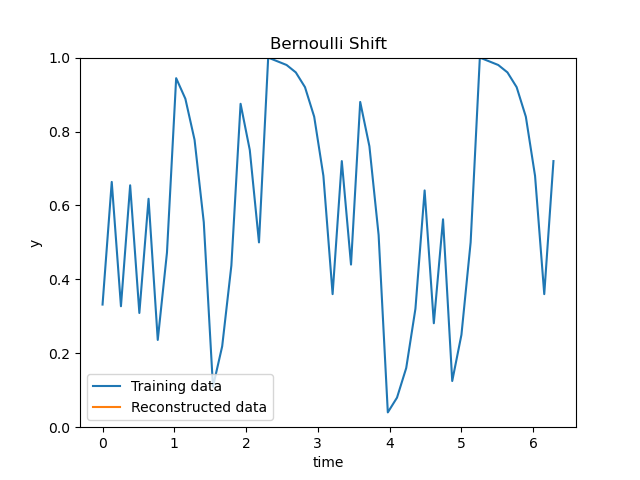 Bernoulli Shift
y
1.0
0.8
0.6
0.4
0.2
0.0
Training data
Reconstructed data
0 1 2 3 4 5 6
time